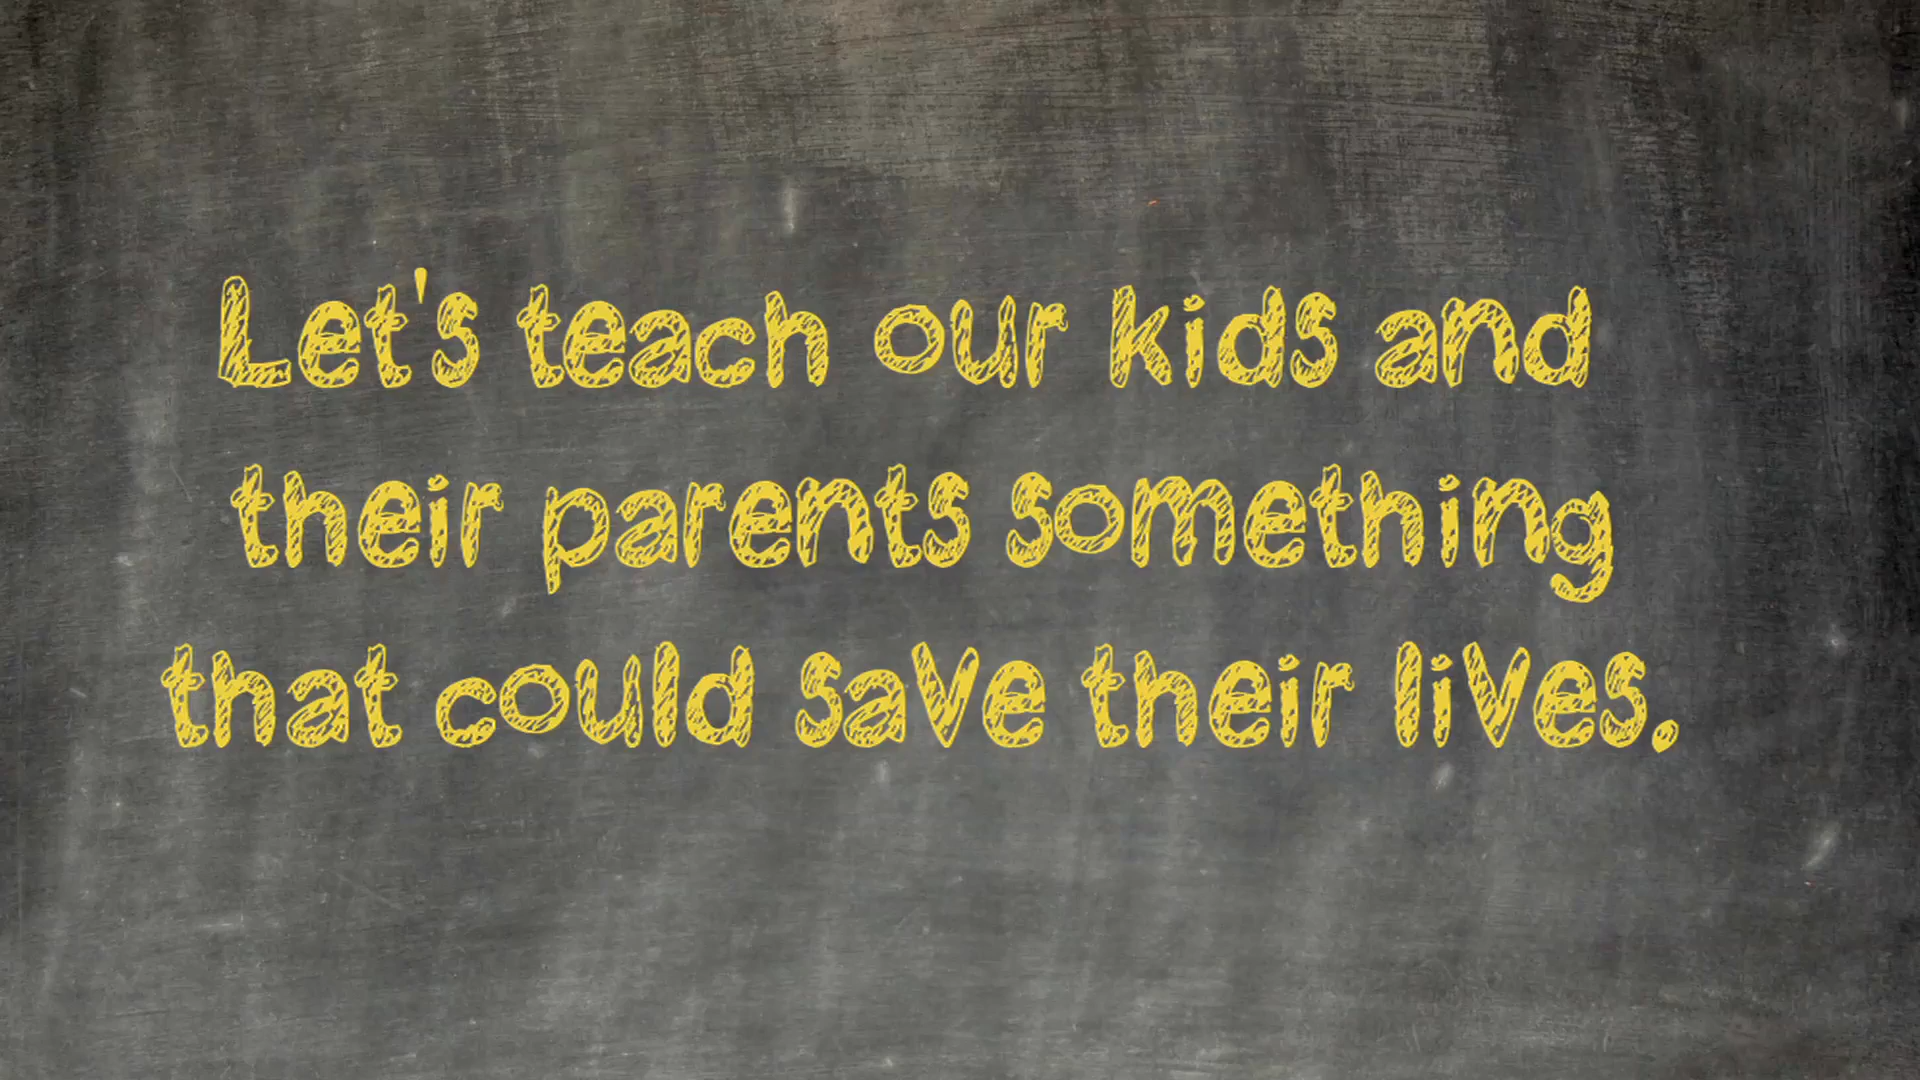 Let's teach our kids and
their parents something
that could save their lives.